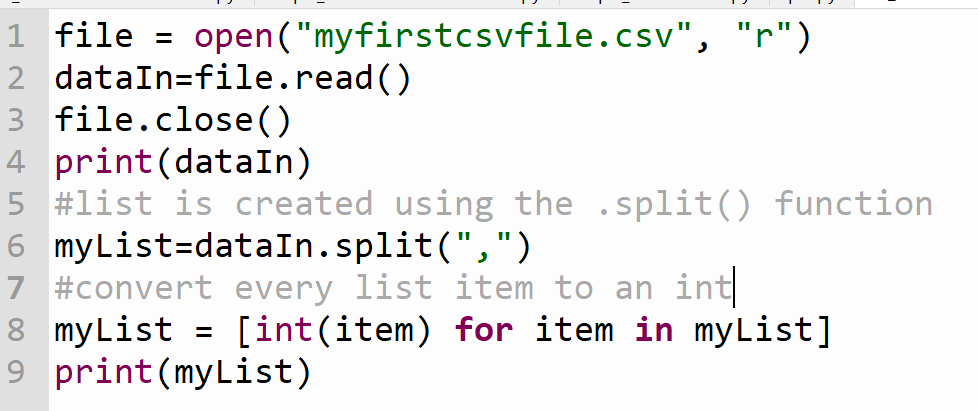 1 file = open("myfirstcsvfile.csv", "r")
2 dataIn=file.read()
3 file.close()
4 print(dataIn)
5 #list is created using the .split() function
6 myList=dataIn.split(",")
7 #convert every list item to an int
8 myList = [int(item) for item in myList]
9 print(myList)